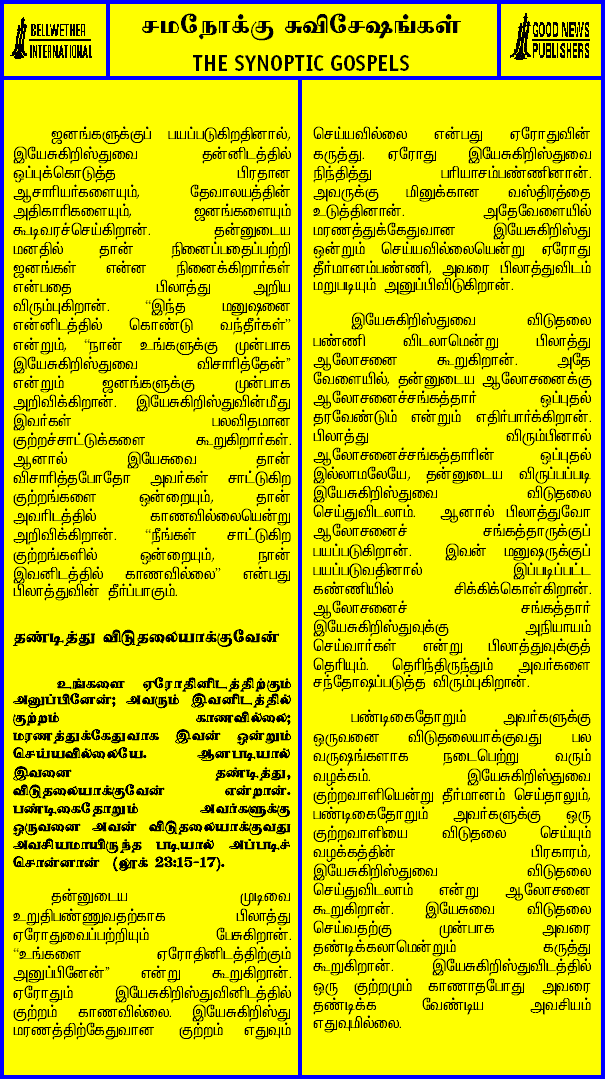 BELLWETHER
INTERNATIONAL
சமநோக்கு சுவிசேஷங்கள்
THE SYNOPTIC GOSPELS
GOOD NEWS
PUBLISHERS
ஜனங்களுக்குப் பயப்படுகிறதினால்,
இயேசுகிறிஸ்துவை தன்னிடத்தில்
ஒப்புக்கொடுத்த பிரதான
ஆசாரியர்களையும், தேவாலயத்தின்
அதிகாரிகளையும், ஜனங்களையும்
கூடிவரச்செய்கிறான். தன்னுடைய
மனதில் தான் நினைப்பதைப்பற்றி
ஜனங்கள் என்ன நினைக்கிறார்கள்
என்பதை பிலாத்து அறிய
விரும்புகிறான். “இந்த மனுஷனை
என்னிடத்தில் கொண்டு வந்தீர்கள்”
என்றும், “நான் உங்களுக்கு முன்பாக
இயேசுகிறிஸ்துவை விசாரித்தேன்”
என்றும் ஜனங்களுக்கு முன்பாக
அறிவிக்கிறான். இயேசுகிறிஸ்துவின்மீது
இவர்கள் பலவிதமான
குற்றச்சாட்டுக்களை கூறுகிறார்கள்.
ஆனால் இயேசுவை தான்
விசாரித்தபோதோ அவர்கள் சாட்டுகிற
குற்றங்களை ஒன்றையும், தான்
அவரிடத்தில் காணவில்லையென்று
அறிவிக்கிறான். “நீங்கள் சாட்டுகிற
குற்றங்களில் ஒன்றையும், நான்
இவனிடத்தில் காணவில்லை” என்பது
பிலாத்துவின் தீர்ப்பாகும்.
தண்டித்து விடுதலையாக்குவேன்
உங்களை ஏரோதினிடத்திற்கும்
அனுப்பினேன்; அவரும் இவனிடத்தில்
குற்றம் காணவில்லை;
மரணத்துக்கேதுவாக இவன் ஒன்றும்
செய்யவில்லையே. ஆனபடியால்
இவனை தண்டித்து,
விடுதலையாக்குவேன் என்றான்.
பண்டிகைதோறும் அவர்களுக்கு
ஒருவனை அவன் விடுதலையாக்குவது
அவசியமாயிருந்த படியால் அப்படிச்
சொன்னான் (லூக் 23:15-17).
தன்னுடைய முடிவை
உறுதிபண்ணுவதற்காக பிலாத்து
ஏரோதுவைப்பற்றியும் பேசுகிறான்.
“உங்களை ஏரோதினிடத்திற்கும்
அனுப்பினேன்” என்று கூறுகிறான்.
ஏரோதும் இயேசுகிறிஸ்துவினிடத்தில்
குற்றம் காணவில்லை. இயேசுகிறிஸ்து
மரணத்திற்கேதுவான குற்றம் எதுவும்
செய்யவில்லை என்பது ஏரோதுவின்
கருத்து. ஏரோது இயேசுகிறிஸ்துவை
நிந்தித்து பரியாசம்பண்ணினான்.
அவருக்கு மினுக்கான வஸ்திரத்தை
உடுத்தினான். அதேவேளையில்
மரணத்துக்கேதுவான இயேசுகிறிஸ்து
ஒன்றும் செய்யவில்லையென்று ஏரோது
தீர்மானம்பண்ணி, அவரை பிலாத்துவிடம்
மறுபடியும் அனுப்பிவிடுகிறான்.
இயேசுகிறிஸ்துவை விடுதலை
பண்ணி விடலாமென்று பிலாத்து
ஆலோசனை கூறுகிறான். அதே
வேளையில், தன்னுடைய ஆலோசனைக்கு
ஆலோசனைச்சங்கத்தார் ஒப்புதல்
தரவேண்டும் என்றும் எதிர்பார்க்கிறான்.
பிலாத்து விரும்பினால்
ஆலோசனைச்சங்கத்தாரின் ஒப்புதல்
இல்லாமலேயே, தன்னுடைய விருப்பப்படி
இயேசுகிறிஸ்துவை விடுதலை
செய்துவிடலாம். ஆனால் பிலாத்துவோ
ஆலோசனைச் சங்கத்தாருக்குப்
பயப்படுகிறான். இவன் மனுஷருக்குப்
பயப்படுவதினால் இப்படிப்பட்ட
கண்ணியில் சிக்கிக்கொள்கிறான்.
ஆலோசனைச் சங்கத்தார்
இயேசுகிறிஸ்துவுக்கு அநியாயம்
செய்வார்கள் என்று பிலாத்துவுக்குத்
தெரியும். தெரிந்திருந்தும் அவர்களை
சந்தோஷப்படுத்த விரும்புகிறான்.
பண்டிகைதோறும் அவர்களுக்கு
ஒருவனை விடுதலையாக்குவது பல
வருஷங்களாக நடைபெற்று வரும்
வழக்கம். இயேசுகிறிஸ்துவை
குற்றவாளியென்று தீர்மானம் செய்தாலும்,
பண்டிகைதோறும் அவர்களுக்கு ஒரு
குற்றவாளியை விடுதலை செய்யும்
வழக்கத்தின் பிரகாரம்,
இயேசுகிறிஸ்துவை விடுதலை
செய்துவிடலாம் என்று ஆலோசனை
கூறுகிறான். இயேசுவை விடுதலை
செய்வதற்கு முன்பாக அவரை
தண்டிக்கலாமென்றும் கருத்து
கூறுகிறான். இயேசுகிறிஸ்துவிடத்தில்
ஒரு குற்றமும் காணாதபோது அவரை
தண்டிக்க வேண்டிய அவசியம்
எதுவுமில்லை.